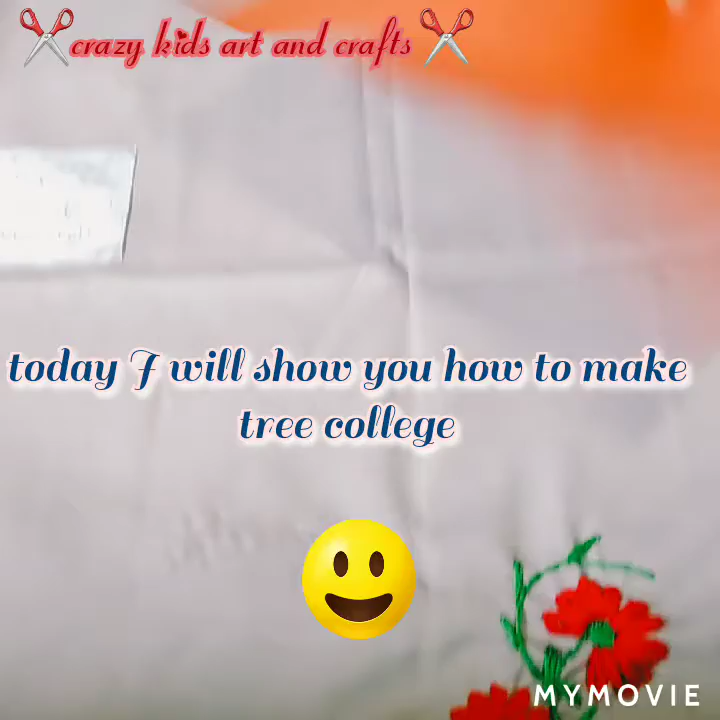 crazy kids art and crafts
today I will show you how to make
tree college
MYMOVIE